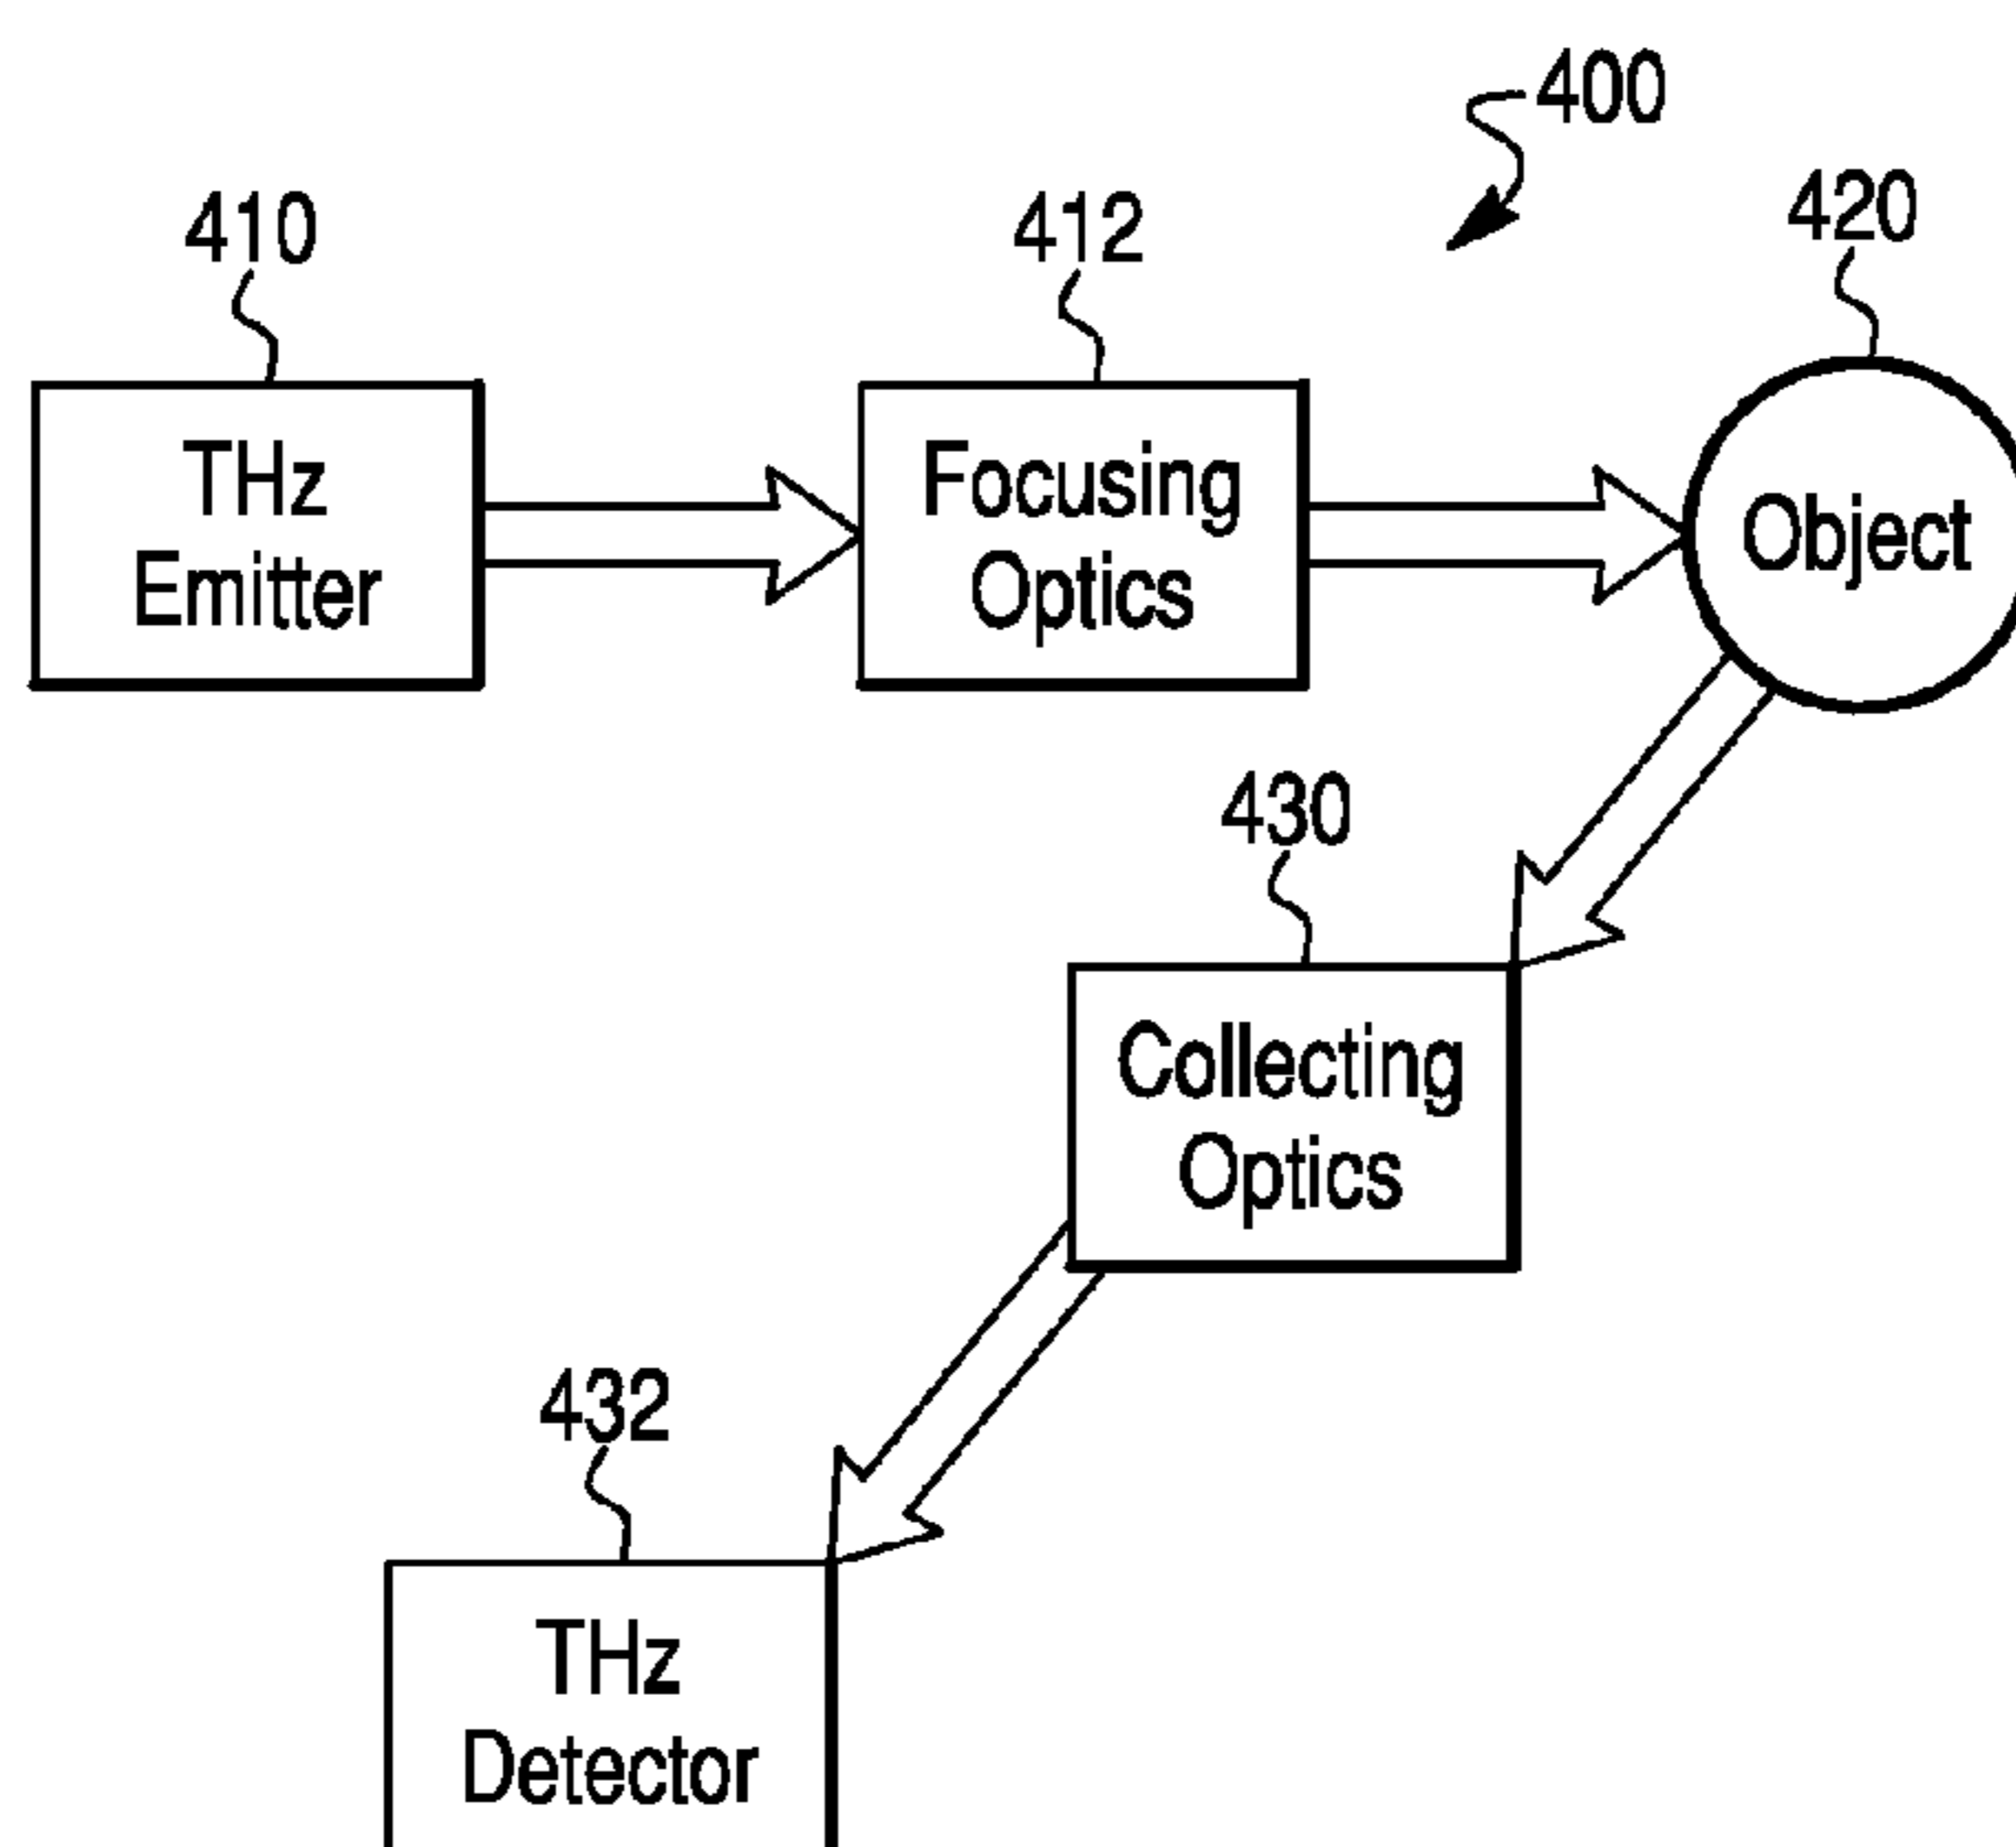 400
410
412
420
THz
Emitter
Focusing
Optics
Object
430
Collecting
Optics
432
THz
Detector